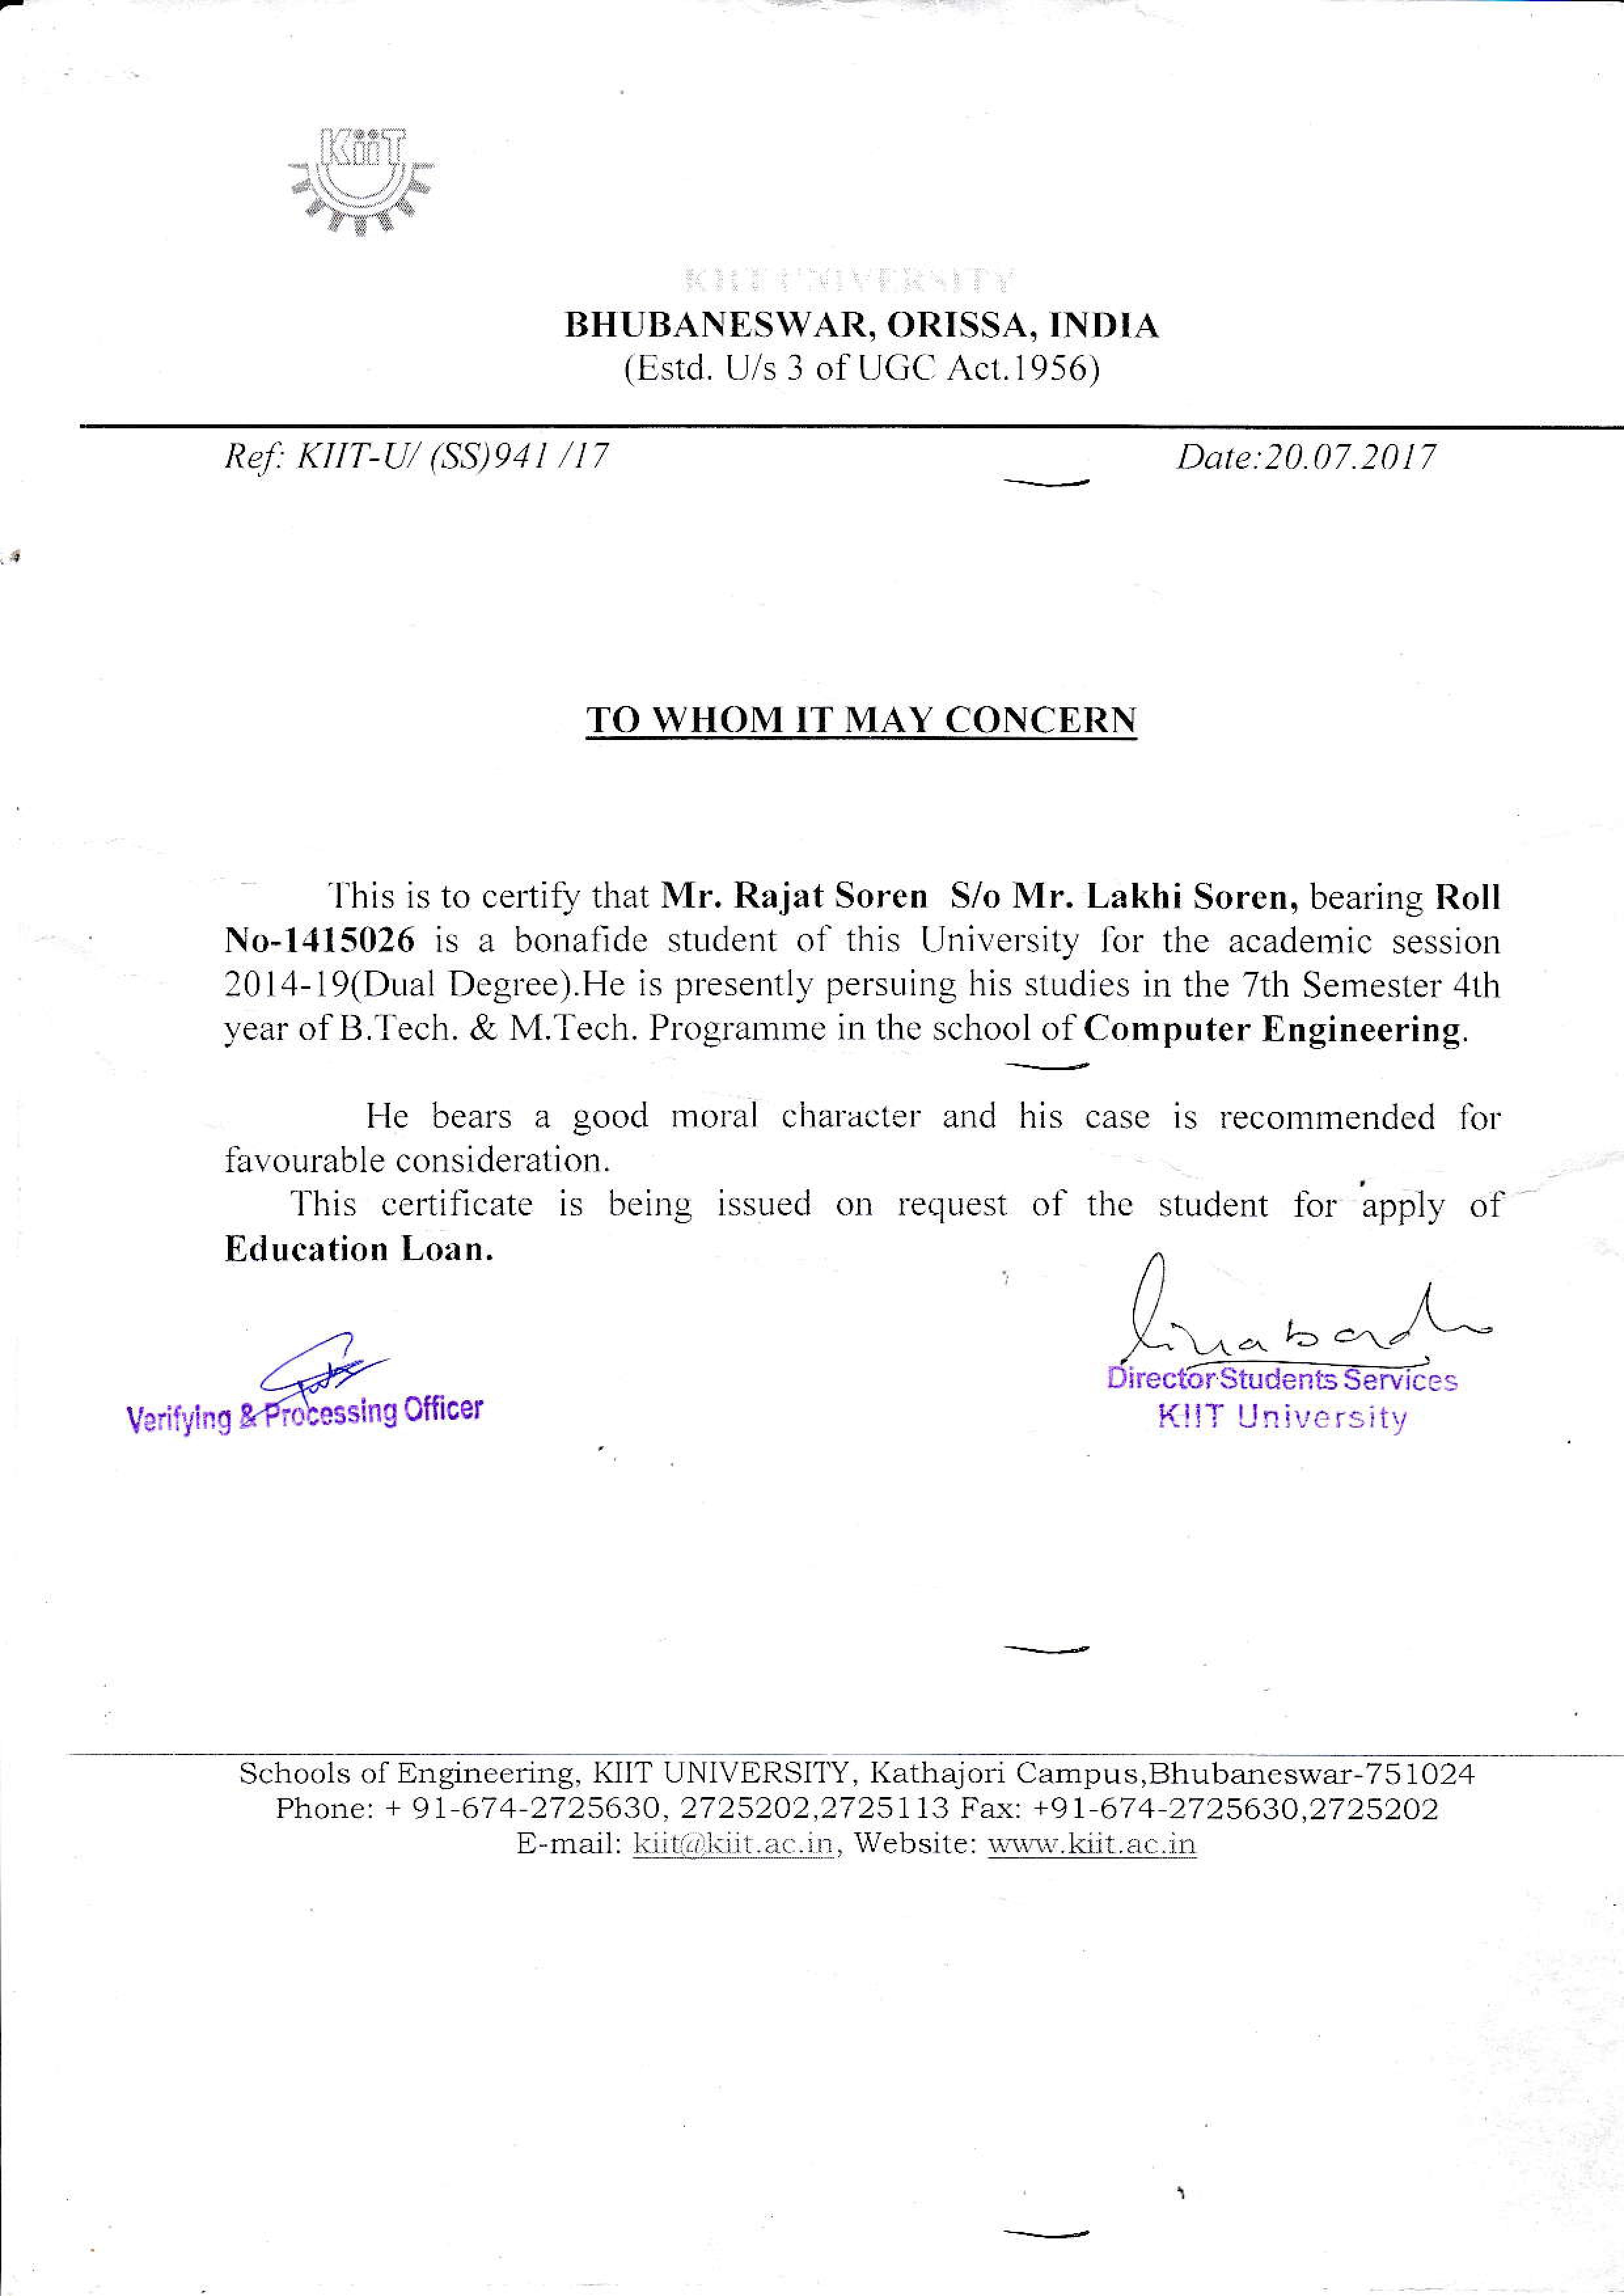 KiiT
KIIT UNIVERSITY
BHUBANESWAR, ORISSA, INDIA
(Estd. U/s 3 of UGC Act.1956)
Ref: KIIT-U/ (SS)941 /17 Date:20.07.2017
TO WHOM IT MAY CONCERN
This is to certify that Mr. Rajat Soren S/o Mr. Lakhi Soren, bearing Roll
No-1415026 is a bonafide student of this University for the academic session
2014-19(Dual Degree).He is presently persuing his studies in the 7th Semester 4th
year of B.Tech. & M.Tech. Programme in the school of Computer Engineering.
He bears a good moral character and his case is recommended for
favourable consideration.
This certificate is being issued on request of the student for apply of
Education Loan.
Verifying & Processing Officer
Director Students Services
KIIT University
Schools of Engineering, KIIT UNIVERSITY, Kathajori Campus,Bhubaneswar-751024
Phone: + 91-674-2725630, 2725202,2725113 Fax: +91-674-2725630,2725202
E-mail: kiit@kiit.ac.in, Website: www.kiit.ac.in